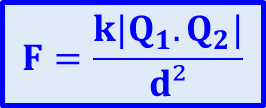 F = k|Q₁.Q₂| / d²